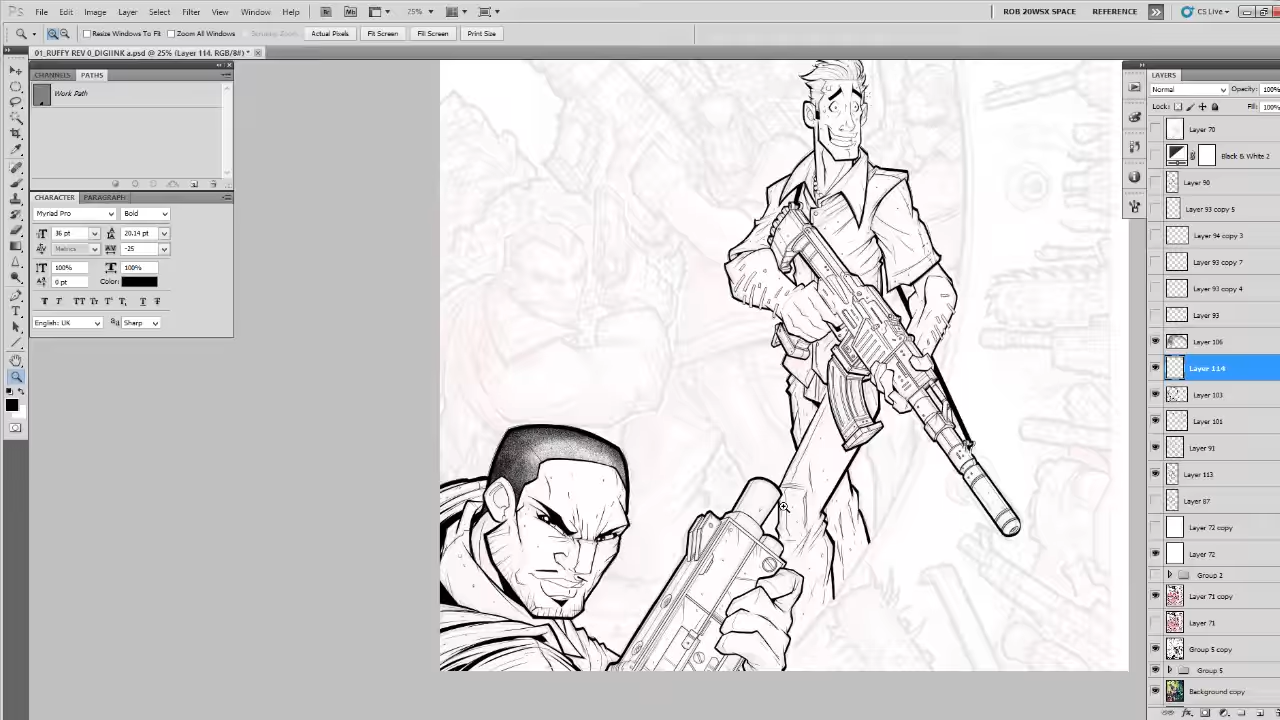 Ps File Edit Image Layer Select Filter View Window Help Br Mb 25% ROB 20WSX SPACE REFERENCE CS Live
Resize Windows To Fit Zoom All Windows Scrubby Zoom Actual Pixels Fit Screen Fill Screen Print Size
01_RUFFY REV 0_DIGIINK a.psd @ 25% (Layer 114, RGB/8#) *
CHANNELS PATHS
Work Path
CHARACTER PARAGRAPH
Myriad Pro Bold
36 pt 20.14 pt
Metrics -25
100% 100%
0 pt Color:
English: UK Sharp
LAYERS
Normal Opacity: 100%
Lock: Fill: 100%
Layer 70
Black & White 2
Layer 90
Layer 93 copy 5
Layer 94 copy 3
Layer 93 copy 7
Layer 93 copy 4
Layer 93
Layer 106
Layer 114
Layer 103
Layer 101
Layer 91
Layer 113
Layer 87
Layer 72 copy
Layer 72
Group 2
Layer 71 copy
Layer 71
Group 5 copy
Group 5
Background copy